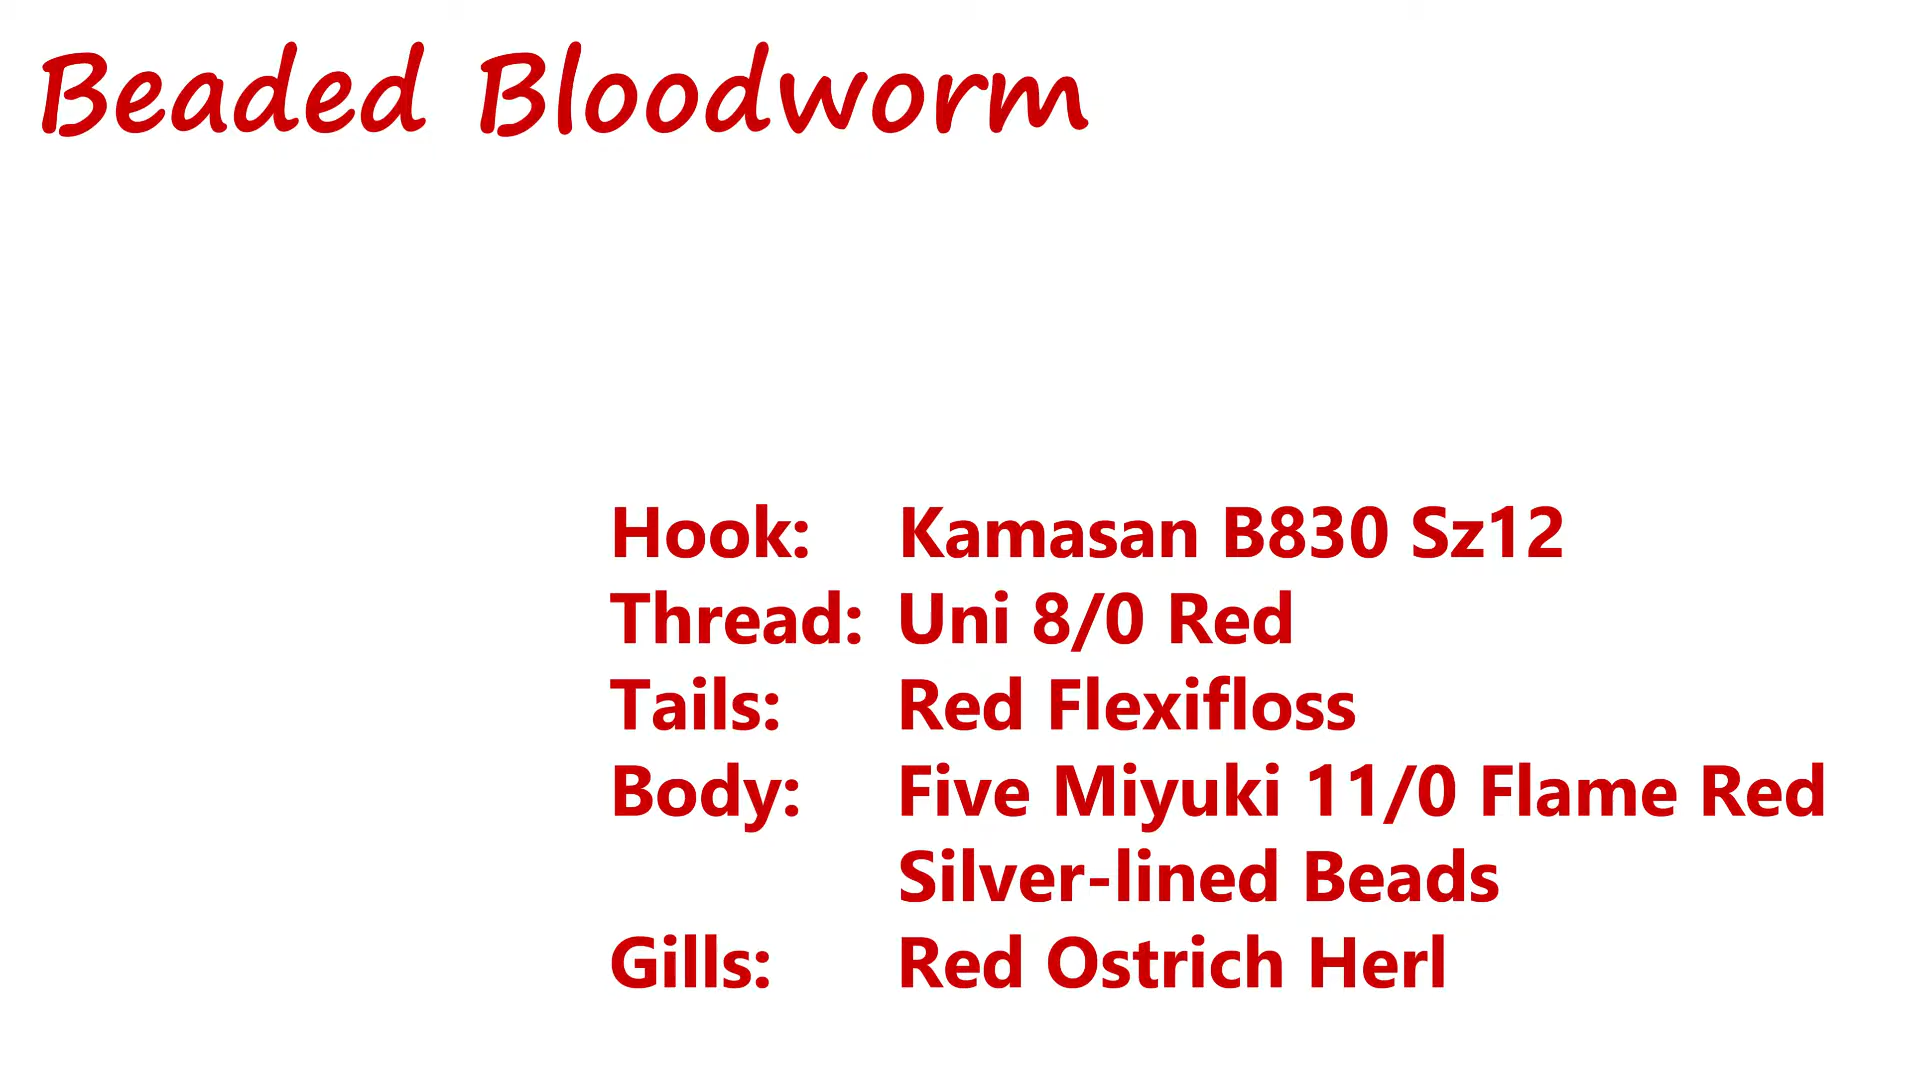 Beaded Bloodworm
Hook: Kamasan B830 Sz12
Thread: Uni 8/0 Red
Tails: Red Flexifloss
Body: Five Miyuki 11/0 Flame Red
Silver-lined Beads
Gills: Red Ostrich Herl